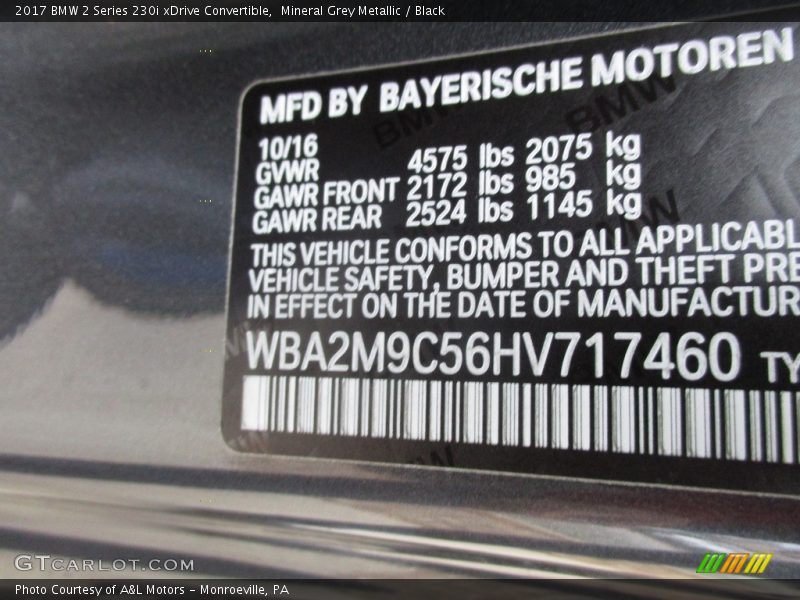 2017 BMW 2 Series 230i xDrive Convertible,  Mineral Grey Metallic / Black
MFD BY BAYERISCHE MOTOREN
10/16
GVWR 4575 lbs 2075 kg
GAWR FRONT 2172 lbs 985 kg
GAWR REAR 2524 lbs 1145 kg
THIS VEHICLE CONFORMS TO ALL APPLICABL
VEHICLE SAFETY, BUMPER AND THEFT PRE
IN EFFECT ON THE DATE OF MANUFACTUR
WBA2M9C56HV717460 TY
GTCARLOT.COM
Photo Courtesy of A&L Motors - Monroeville, PA